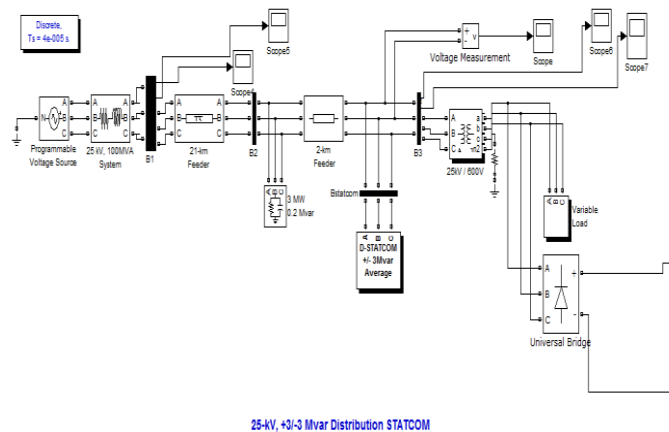 Discrete,
Ts = 4e-005 s
Scope5
Scope4
Voltage Measurement
+
-
v
Scope
Scope6
Scope7
N
A
B
C
Programmable
Voltage Source
A
B
C
A
B
C
25 kV, 100MVA
System
B1
A
B
C
A
B
C
21-km
Feeder
B2
2-km
Feeder
B3
A
B
C
a
b
c
n2
25kV / 600V
A
B
C
3 MW
0.2 Mvar
Bstatcom
A
B
C
D-STATCOM
+/- 3Mvar
Average
A
B
C
Variable
Load
A
B
C
+
-
Universal Bridge
25-kV, +3/-3 Mvar Distribution STATCOM